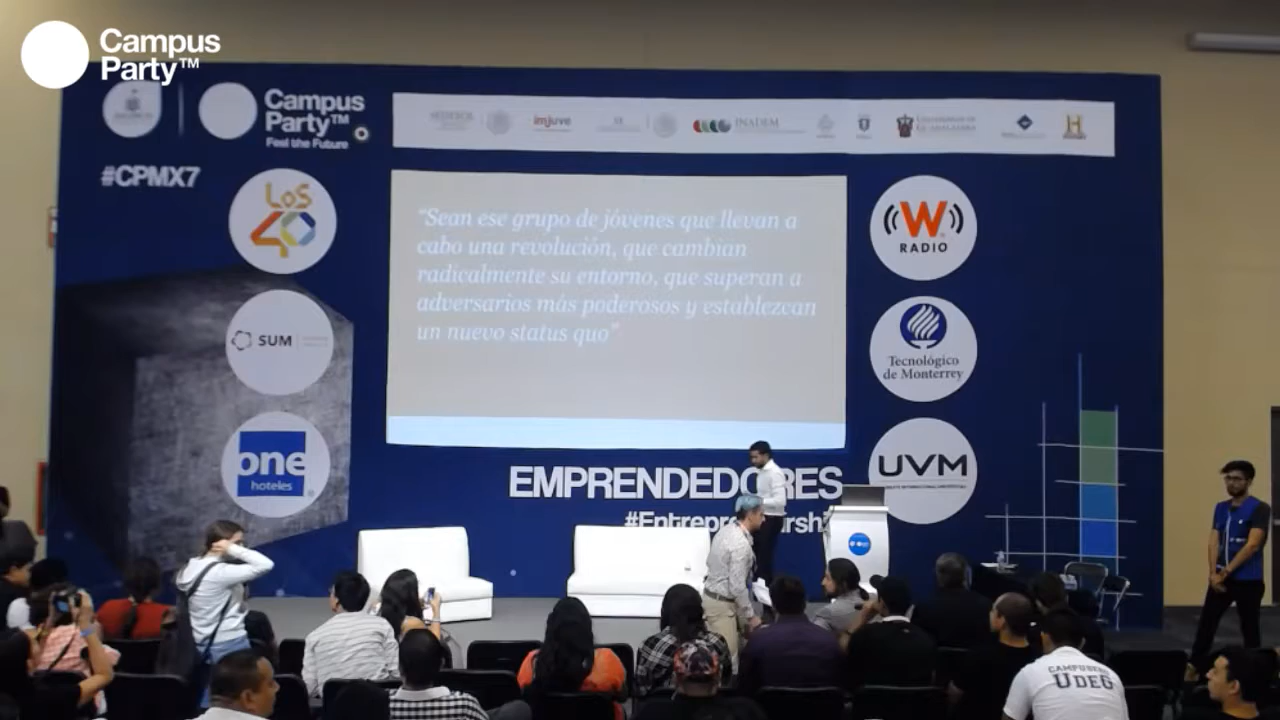 Campus
Party™
Campus
Party™
Feel the Future
#CPMX7
imjuve
INADEM
H
LOS
40
SUM
one
hoteles
“Sean ese grupo de jóvenes que llevan a
cabo una revolución, que cambian
radicalmente su entorno, que superan a
adversarios más poderosos y establezcan
un nuevo status quo”
W
RADIO
Tecnológico
de Monterrey
UVM
EMPRENDEDORES
UDEG